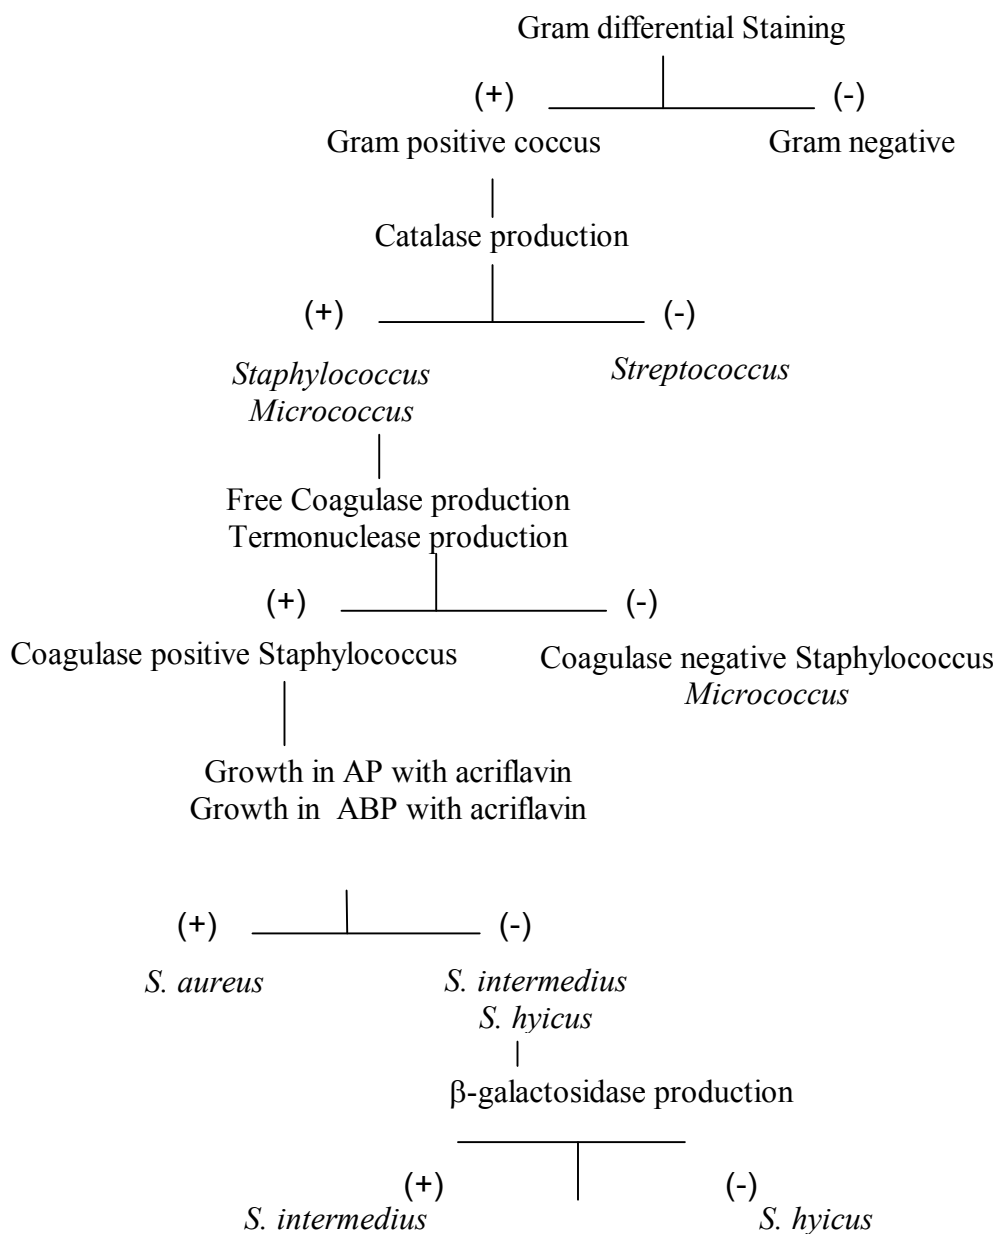 Gram differential Staining
(+) (-)
Gram positive coccus Gram negative
Catalase production
(+) (-)
Staphylococcus Streptococcus
Micrococcus
Free Coagulase production
Termonuclease production
(+) (-)
Coagulase positive Staphylococcus Coagulase negative Staphylococcus
Micrococcus
Growth in AP with acriflavin
Growth in ABP with acriflavin
(+) (-)
S. aureus S. intermedius
S. hyicus
β-galactosidase production
(+) (-)
S. intermedius S. hyicus